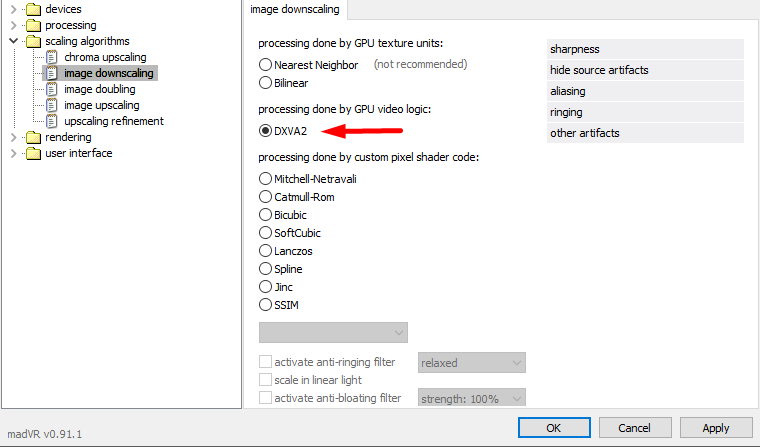 devices
processing
scaling algorithms
chroma upscaling
image downscaling
image doubling
image upscaling
upscaling refinement
rendering
user interface
madVR v0.91.1
image downscaling
processing done by GPU texture units:
Nearest Neighbor (not recommended)
Bilinear
processing done by GPU video logic:
DXVA2
processing done by custom pixel shader code:
Mitchell-Netravali
Catmull-Rom
Bicubic
SoftCubic
Lanczos
Spline
Jinc
SSIM
activate anti-ringing filter relaxed
scale in linear light
activate anti-bloating filter strength: 100%
sharpness
hide source artifacts
aliasing
ringing
other artifacts
OK Cancel Apply